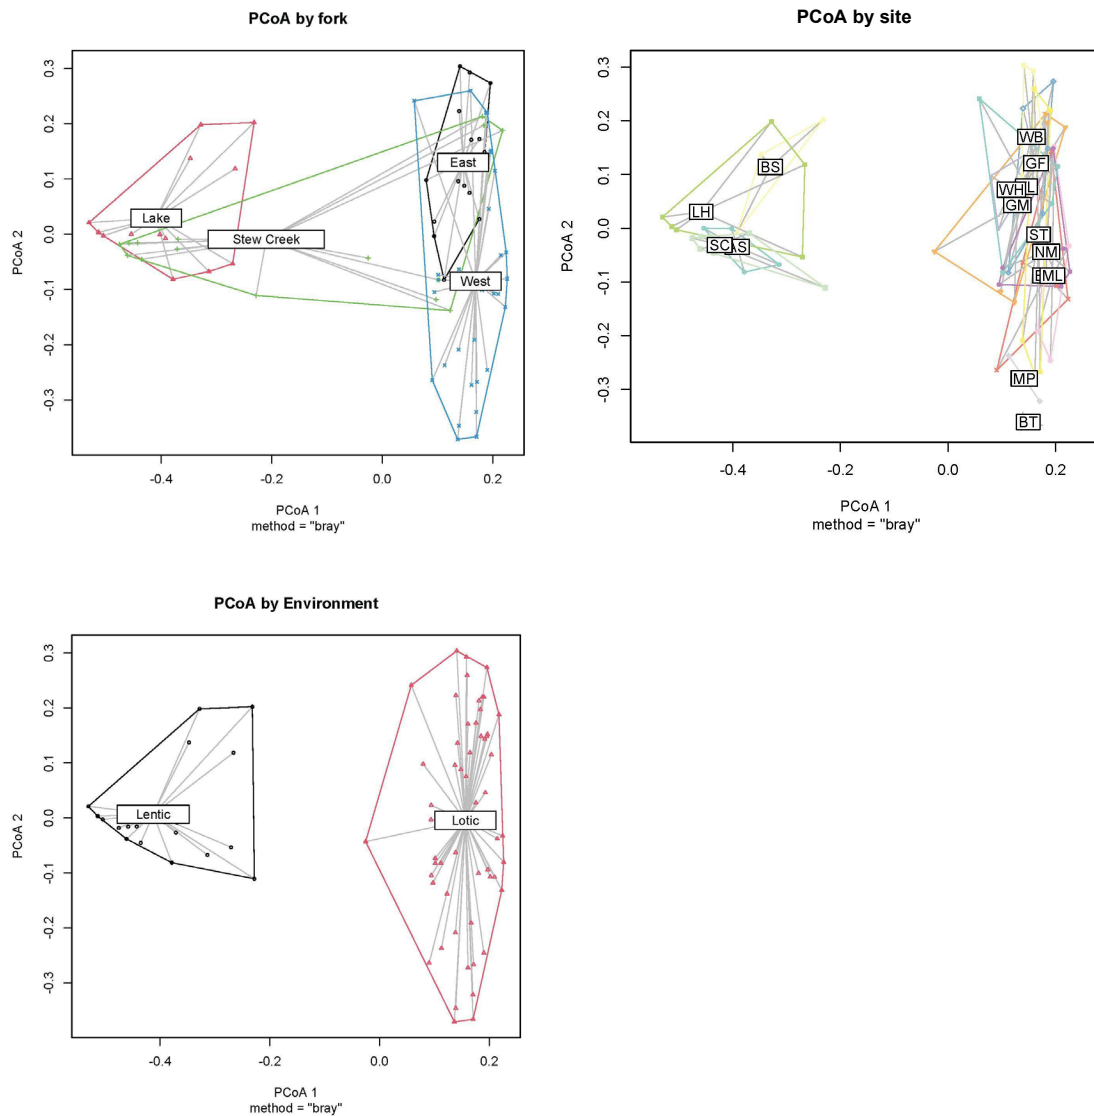 PCoA by fork
0.3
0.2
0.1
0.0
-0.1
-0.2
-0.3
PCoA 2
East
Lake
Stew Creek
West
-0.4
-0.2
0.0
0.2
PCoA 1
method = "bray"
PCoA by site
0.3
0.2
0.1
0.0
-0.1
-0.2
-0.3
PCoA 2
WB
BS
GF
WH
GM
LH
ST
SC
NM
ML
MP
BT
-0.4
-0.2
0.0
0.2
PCoA 1
method = "bray"
PCoA by Environment
0.3
0.2
0.1
0.0
-0.1
-0.2
-0.3
PCoA 2
Lentic
Lotic
-0.4
-0.2
0.0
0.2
PCoA 1
method = "bray"